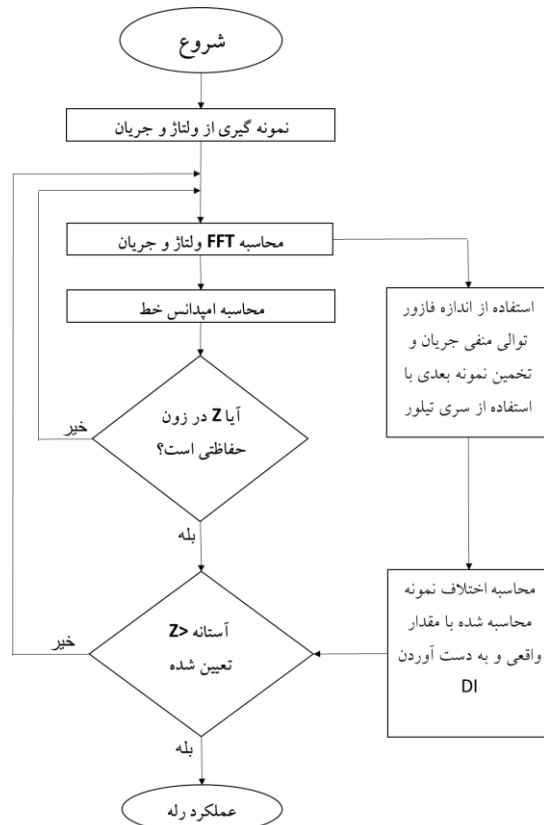 شروع
نمونه گیری از ولتاژ و جریان
محاسبه FFT ولتاژ و جریان
محاسبه امپدانس خط
استفاده از اندازه فازور
توالی منفی جریان و
تخمین نمونه بعدی با
استفاده از سری تیلور
آیا Z در زون
حفاظتی است؟
خیر
بله
محاسبه اختلاف نمونه
محاسبه شده با مقدار
واقعی و به دست آوردن
DI
آستانه <Z
تعیین شده
خیر
بله
عملکرد رله